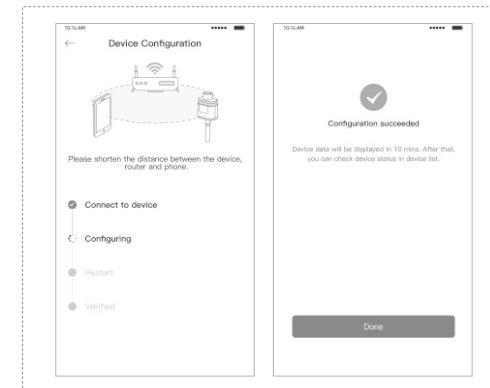 10:14 AM
Device Configuration
Please shorten the distance between the device,
router and phone.
Connect to device
Configuring
Restart
Verified
10:14 AM
Configuration succeeded
Device data will be displayed in 10 mins. After that,
you can check device status in device list.
Done